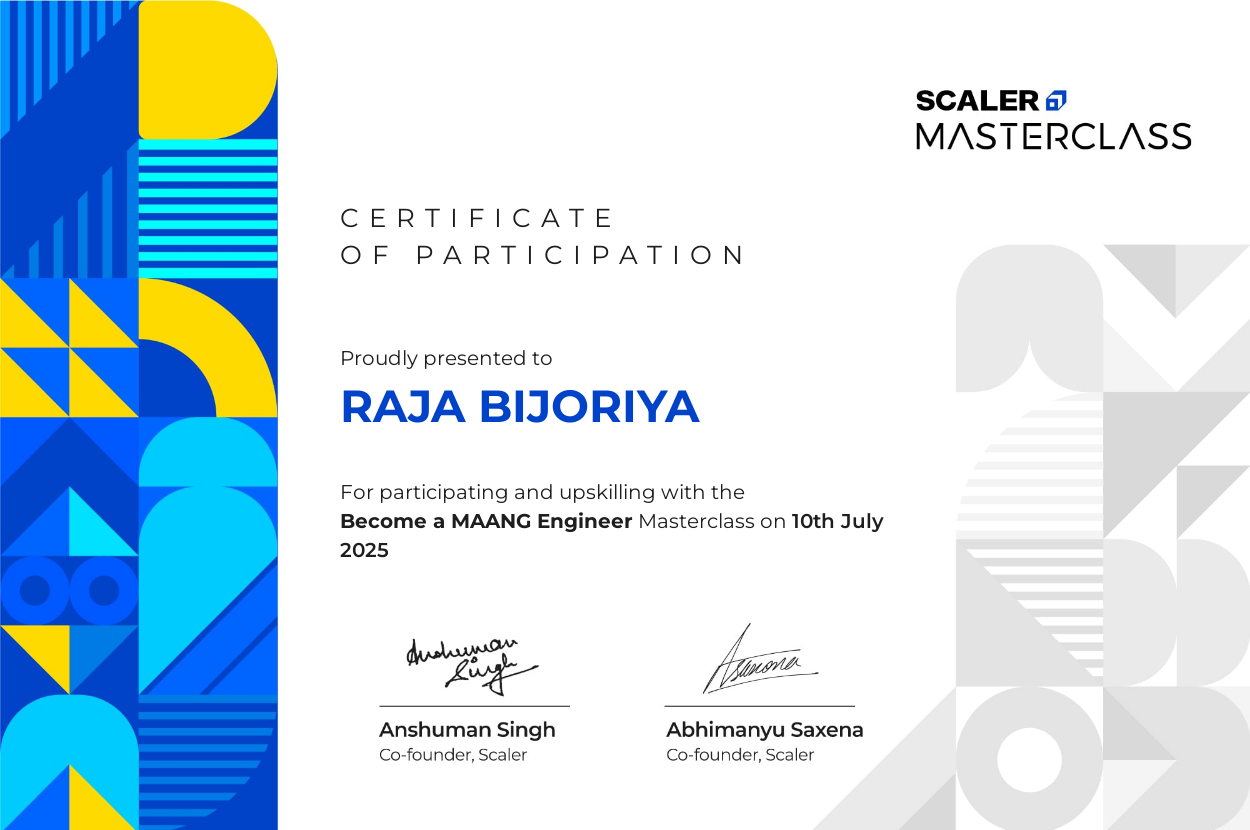 SCALER
MASTERCLASS
CERTIFICATE
OF PARTICIPATION
Proudly presented to
RAJA BIJORIYA
For participating and upskilling with the
Become a MAANG Engineer Masterclass on 10th July
2025
Anshuman Singh
Asaxena
Anshuman Singh
Co-founder, Scaler
Abhimanyu Saxena
Co-founder, Scaler